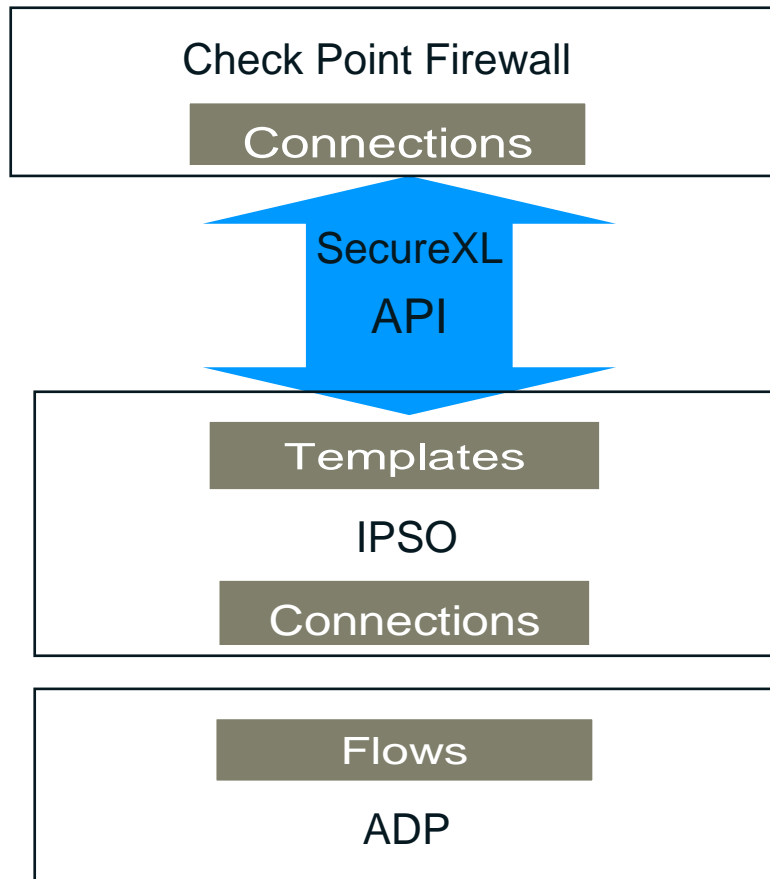 Check Point Firewall
Connections
SecureXL
API
Templates
IPSO
Connections
Flows
ADP